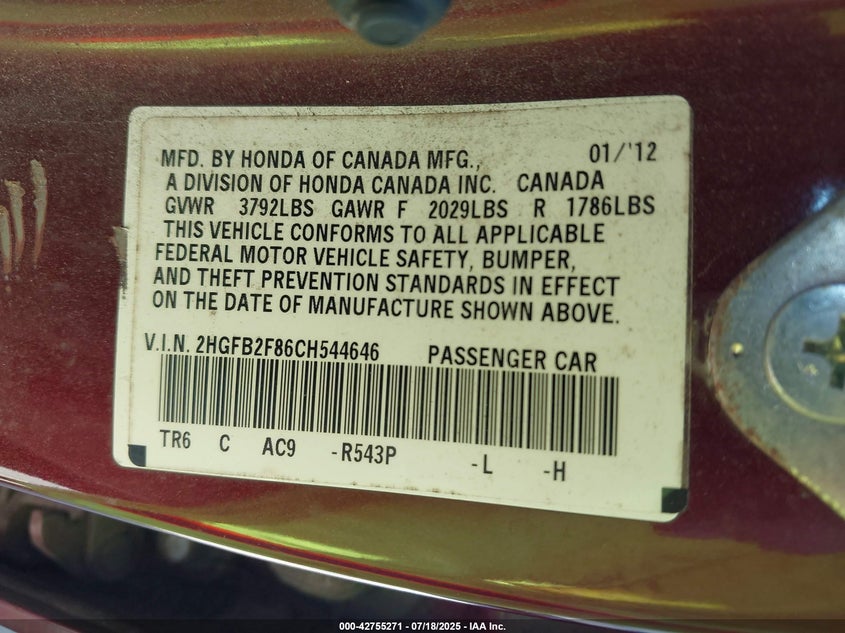 MFD. BY HONDA OF CANADA MFG., 01/'12
A DIVISION OF HONDA CANADA INC. CANADA
GVWR 3792LBS GAWR F 2029LBS R 1786LBS
THIS VEHICLE CONFORMS TO ALL APPLICABLE
FEDERAL MOTOR VEHICLE SAFETY, BUMPER,
AND THEFT PREVENTION STANDARDS IN EFFECT
ON THE DATE OF MANUFACTURE SHOWN ABOVE.
V.I.N. 2HGFB2F86CH544646 PASSENGER CAR
TR6 C AC9 -R543P -L -H
000-42755271 - 07/18/2025 - IAA Inc.